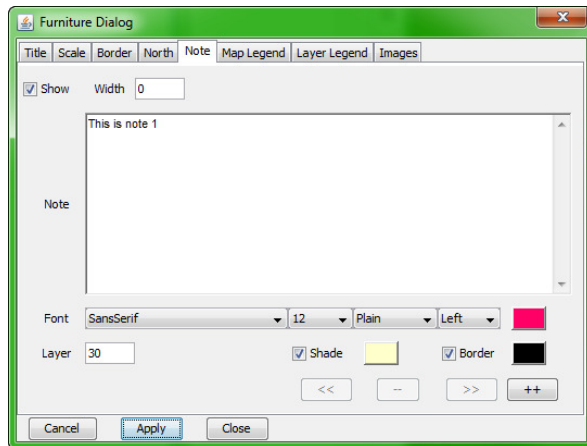 Furniture Dialog
Title Scale Border North Note Map Legend Layer Legend Images
Show Width 0
This is note 1
Note
Font SansSerif 12 Plain Left
Layer 30 Shade Border
<< -- >> ++
Cancel Apply Close